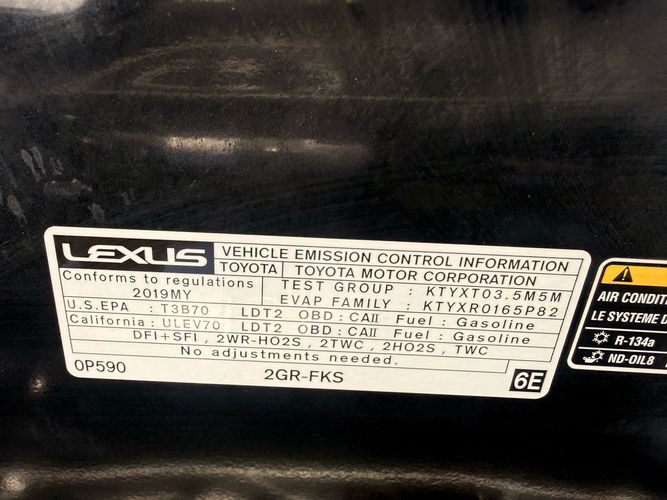 LEXUS VEHICLE EMISSION CONTROL INFORMATION
TOYOTA TOYOTA MOTOR CORPORATION
Conforms to regulations
2019MY
TEST GROUP : KTYXT03.5M5M
EVAP FAMILY : KTYXR0165P82
U.S.EPA : T3B70 LDT2 OBD : CAII Fuel : Gasoline
California : ULEV70 LDT2 OBD : CAII Fuel : Gasoline
DFI+SFI , 2WR-HO2S , 2TWC , 2HO2S , TWC
No adjustments needed.
0P590 2GR-FKS 6E
AIR CONDIT
LE SYSTEME D
R-134a
ND-OIL8